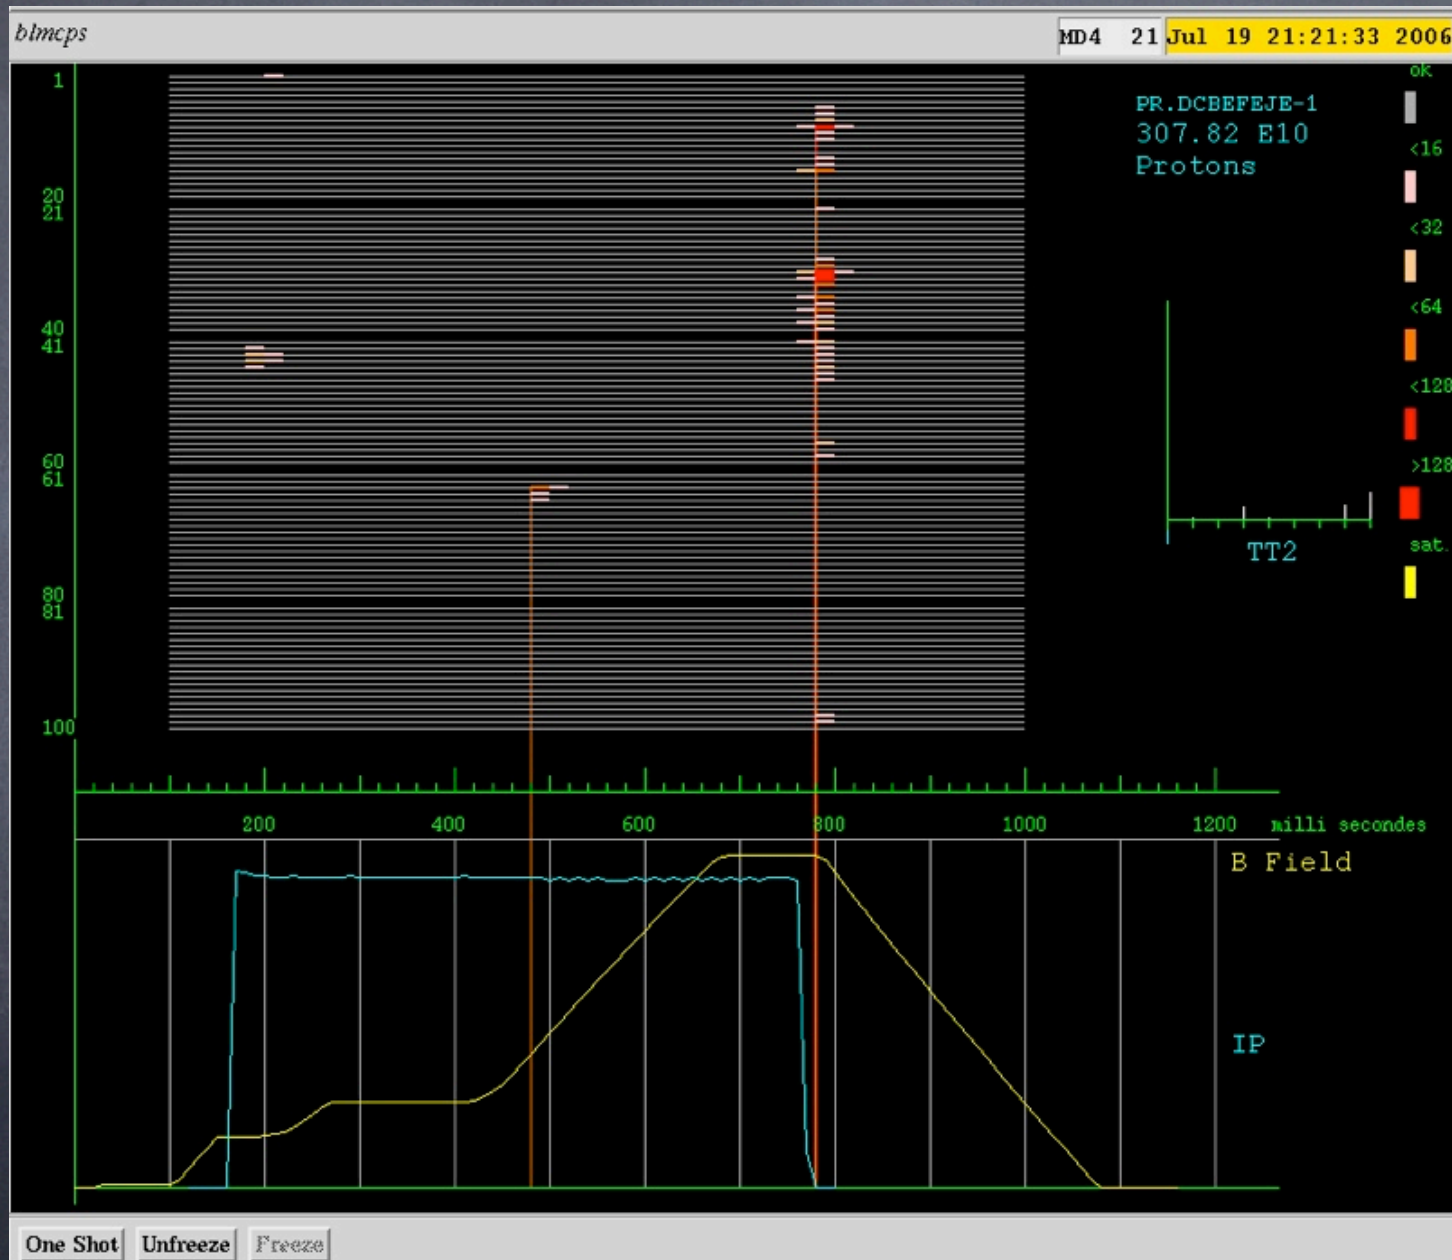 blmcps
MD4 21 Jul 19 21:21:33 2006
ok
<16
<32
<64
<128
>128
sat.
PR.DCBEFEJE-1
307.82 E10
Protons
TT2
1
20
21
40
41
60
61
80
81
100
200 400 600 800 1000 1200 milli secondes
B Field
IP
One Shot Unfreeze Freeze